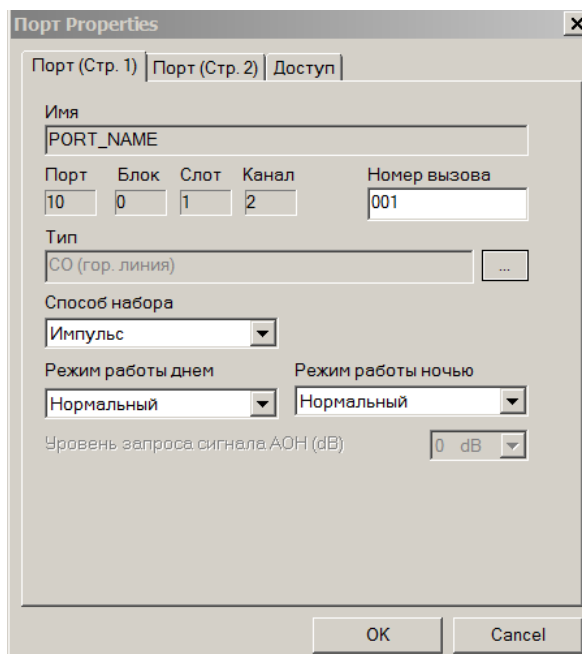 Порт Properties
Порт (Стр. 1) Порт (Стр. 2) Доступ
Имя
PORT_NAME
Порт Блок Слот Канал Номер вызова
10 0 1 2 001
Тип
СО (гор. линия) ...
Способ набора
Импульс
Режим работы днем Режим работы ночью
Нормальный Нормальный
Уровень запроса сигнала АОН (dB) 0 dB
OK Cancel